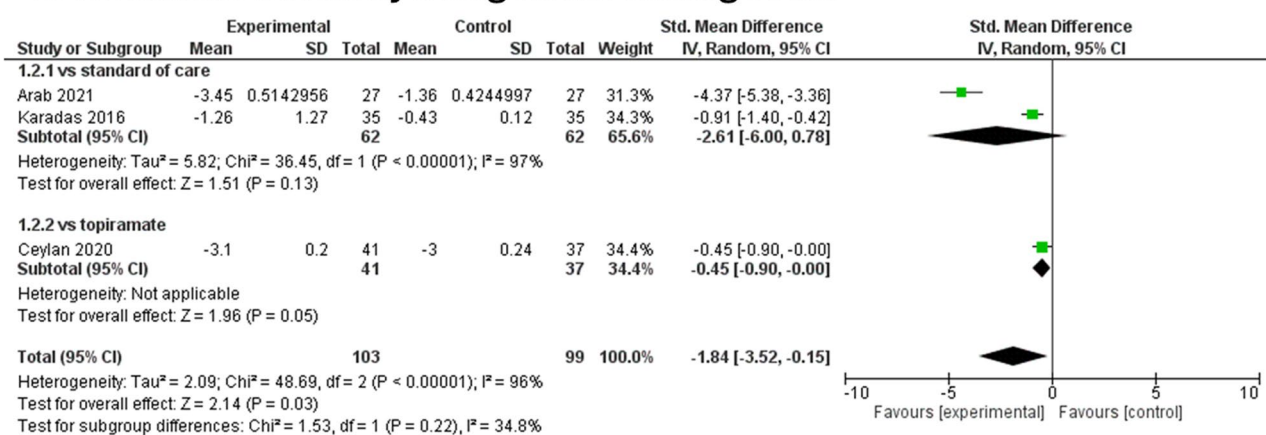 Experimental Control Std. Mean Difference Std. Mean Difference
Study or Subgroup Mean SD Total Mean SD Total Weight IV, Random, 95% CI IV, Random, 95% CI
1.2.1 vs standard of care
Arab 2021 -3.45 0.5142956 27 -1.36 0.4244997 27 31.3% -4.37 [-5.38, -3.36]
Karadas 2016 -1.26 1.27 35 -0.43 0.12 35 34.3% -0.91 [-1.40, -0.42]
Subtotal (95% CI) 62 62 65.6% -2.61 [-6.00, 0.78]
Heterogeneity: Tau² = 5.82; Chi² = 36.45, df = 1 (P < 0.00001); I² = 97%
Test for overall effect: Z = 1.51 (P = 0.13)
1.2.2 vs topiramate
Ceylan 2020 -3.1 0.2 41 -3 0.24 37 34.4% -0.45 [-0.90, -0.00]
Subtotal (95% CI) 41 37 34.4% -0.45 [-0.90, -0.00]
Heterogeneity: Not applicable
Test for overall effect: Z = 1.96 (P = 0.05)
Total (95% CI) 103 99 100.0% -1.84 [-3.52, -0.15]
Heterogeneity: Tau² = 2.09; Chi² = 48.69, df = 2 (P < 0.00001); I² = 96%
Test for overall effect: Z = 2.14 (P = 0.03)
Test for subgroup differences: Chi² = 1.53, df = 1 (P = 0.22), I² = 34.8%
-10 -5 0 5 10
Favours [experimental] Favours [control]